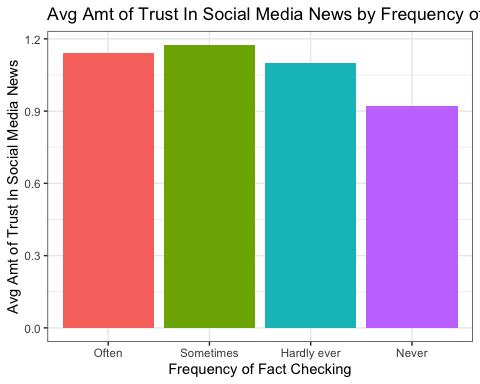 Avg Amt of Trust In Social Media News by Frequency of
Avg Amt of Trust In Social Media News
1.2
0.9
0.6
0.3
0.0
Often Sometimes Hardly ever Never
Frequency of Fact Checking